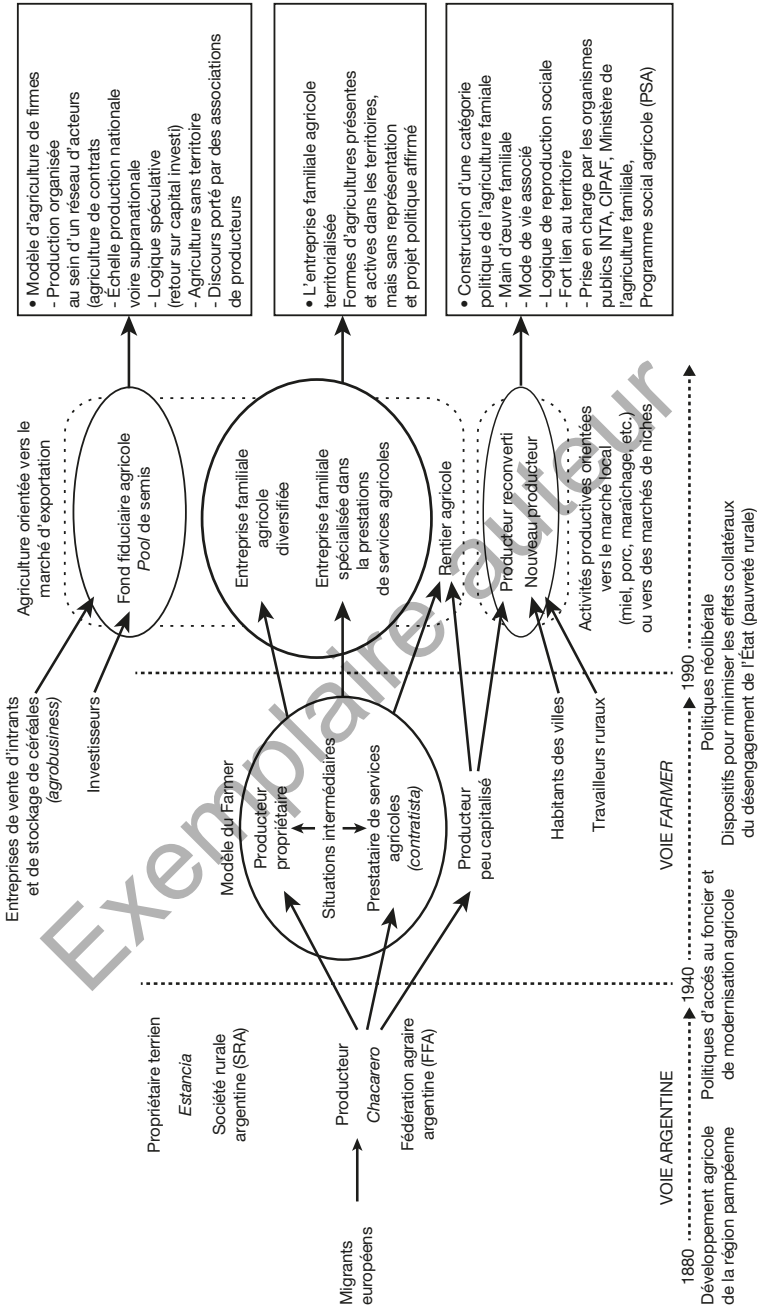 Entreprises de vente d'intrants
et de stockage de céréales
(agrobusiness)
Investisseurs
Agriculture orientée vers le
marché d'exportation
Fond fiduciaire agricole
Pool de semis
• Modèle d'agriculture de firmes
- Production organisée
au sein d'un réseau d'acteurs
(agriculture de contrats)
- Échelle production nationale
voire supranationale
- Logique spéculative
(retour sur capital investi)
- Agriculture sans territoire
- Discours porté par des associations
de producteurs
Propriétaire terrien
Estancia
Société rurale
argentine (SRA)
Migrants
européens
Producteur
Chacarero
Fédération agraire
argentine (FFA)
Modèle du Farmer
Producteur
propriétaire
Situations intermédiaires
Prestataire de services
agricoles
(contratista)
Producteur
peu capitalisé
Entreprise familiale
agricole
diversifiée
Entreprise familiale
spécialisée dans
la prestations
de services agricoles
Rentier agricole
• L'entreprise familiale agricole
territorialisée
Formes d'agricultures présentes
et actives dans les territoires,
mais sans représentation
et projet politique affirmé
Habitants des villes
Travailleurs ruraux
Producteur reconverti
Nouveau producteur
Activités productives orientées
vers le marché local
(miel, porc, maraîchage, etc.)
ou vers des marchés de niches
• Construction d'une catégorie
politique de l'agriculture famiale
- Main d'œuvre familiale
- Mode de vie associé
- Logique de reproduction sociale
- Fort lien au territoire
- Prise en charge par les organismes
publics INTA, CIPAF, Ministère de
l'agriculture familiale,
Programme social agricole (PSA)
VOIE ARGENTINE
VOIE FARMER
1880
1940
1990
Développement agricole
de la région pampéenne
Politiques d'accés au foncier et
de modernisation agricole
Politiques néolibérale
Dispositifs pour minimiser les effets collatéraux
du désengagement de l'État (pauvreté rurale)
Exemplaire auteur